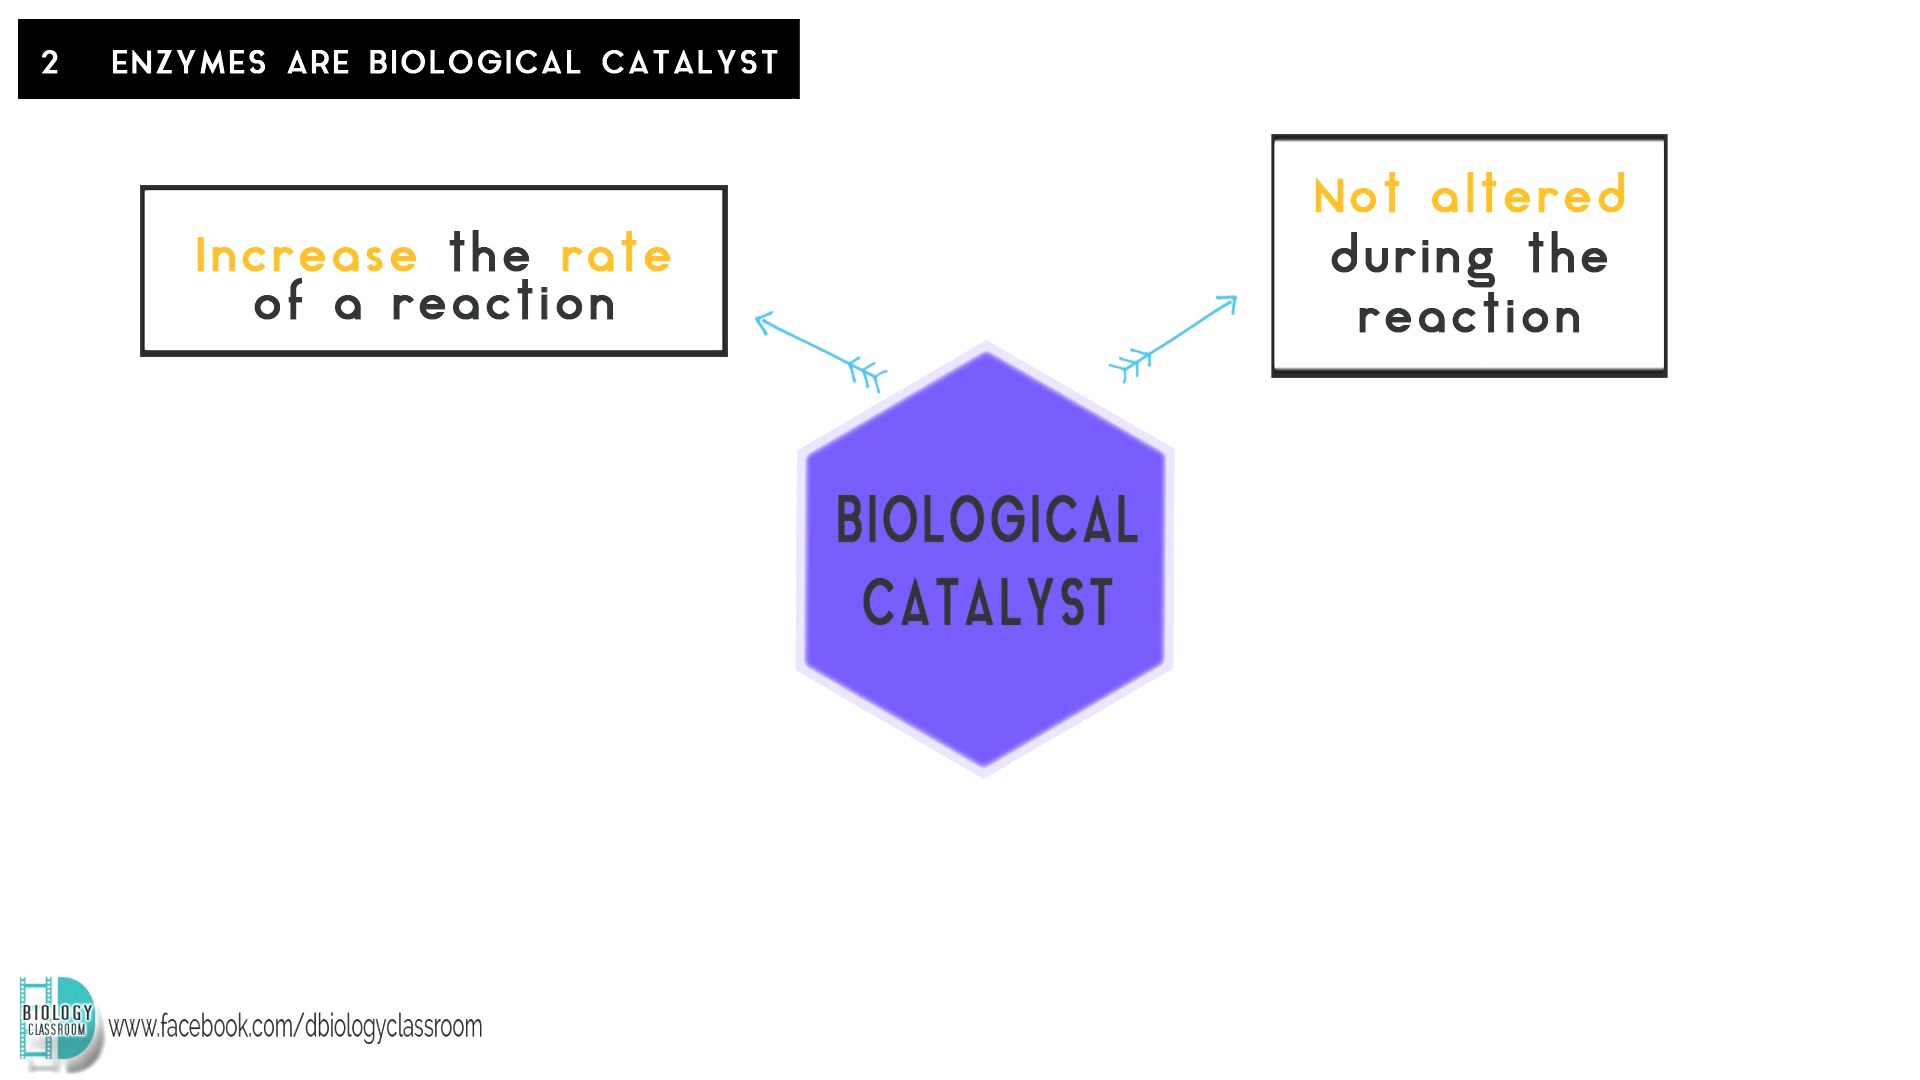 2 ENZYMES ARE BIOLOGICAL CATALYST
Increase the rate
of a reaction
Not altered
during the
reaction
BIOLOGICAL
CATALYST
BIOLOGY
CLASSROOM
www.facebook.com/dbiologyclassroom